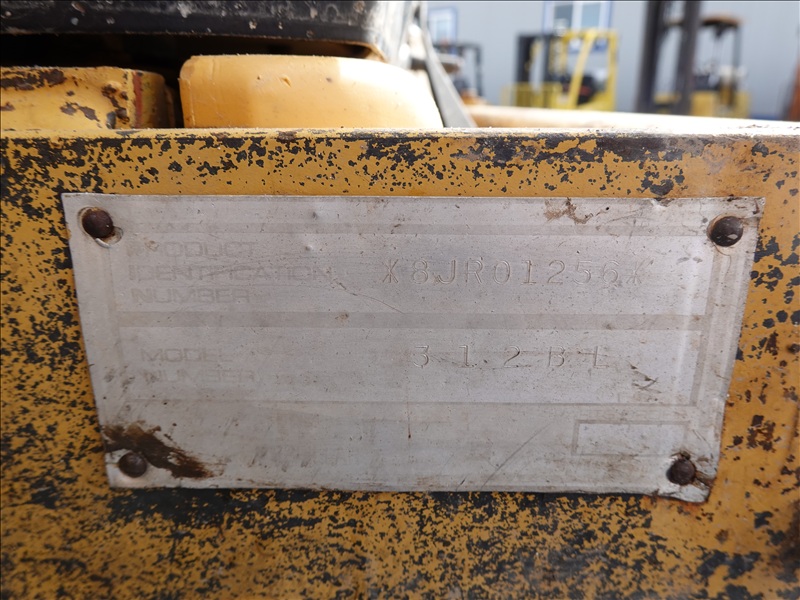 PRODUCT
IDENTIFICATION
NUMBER
*8JR01256*
MODEL
NUMBER
312BL